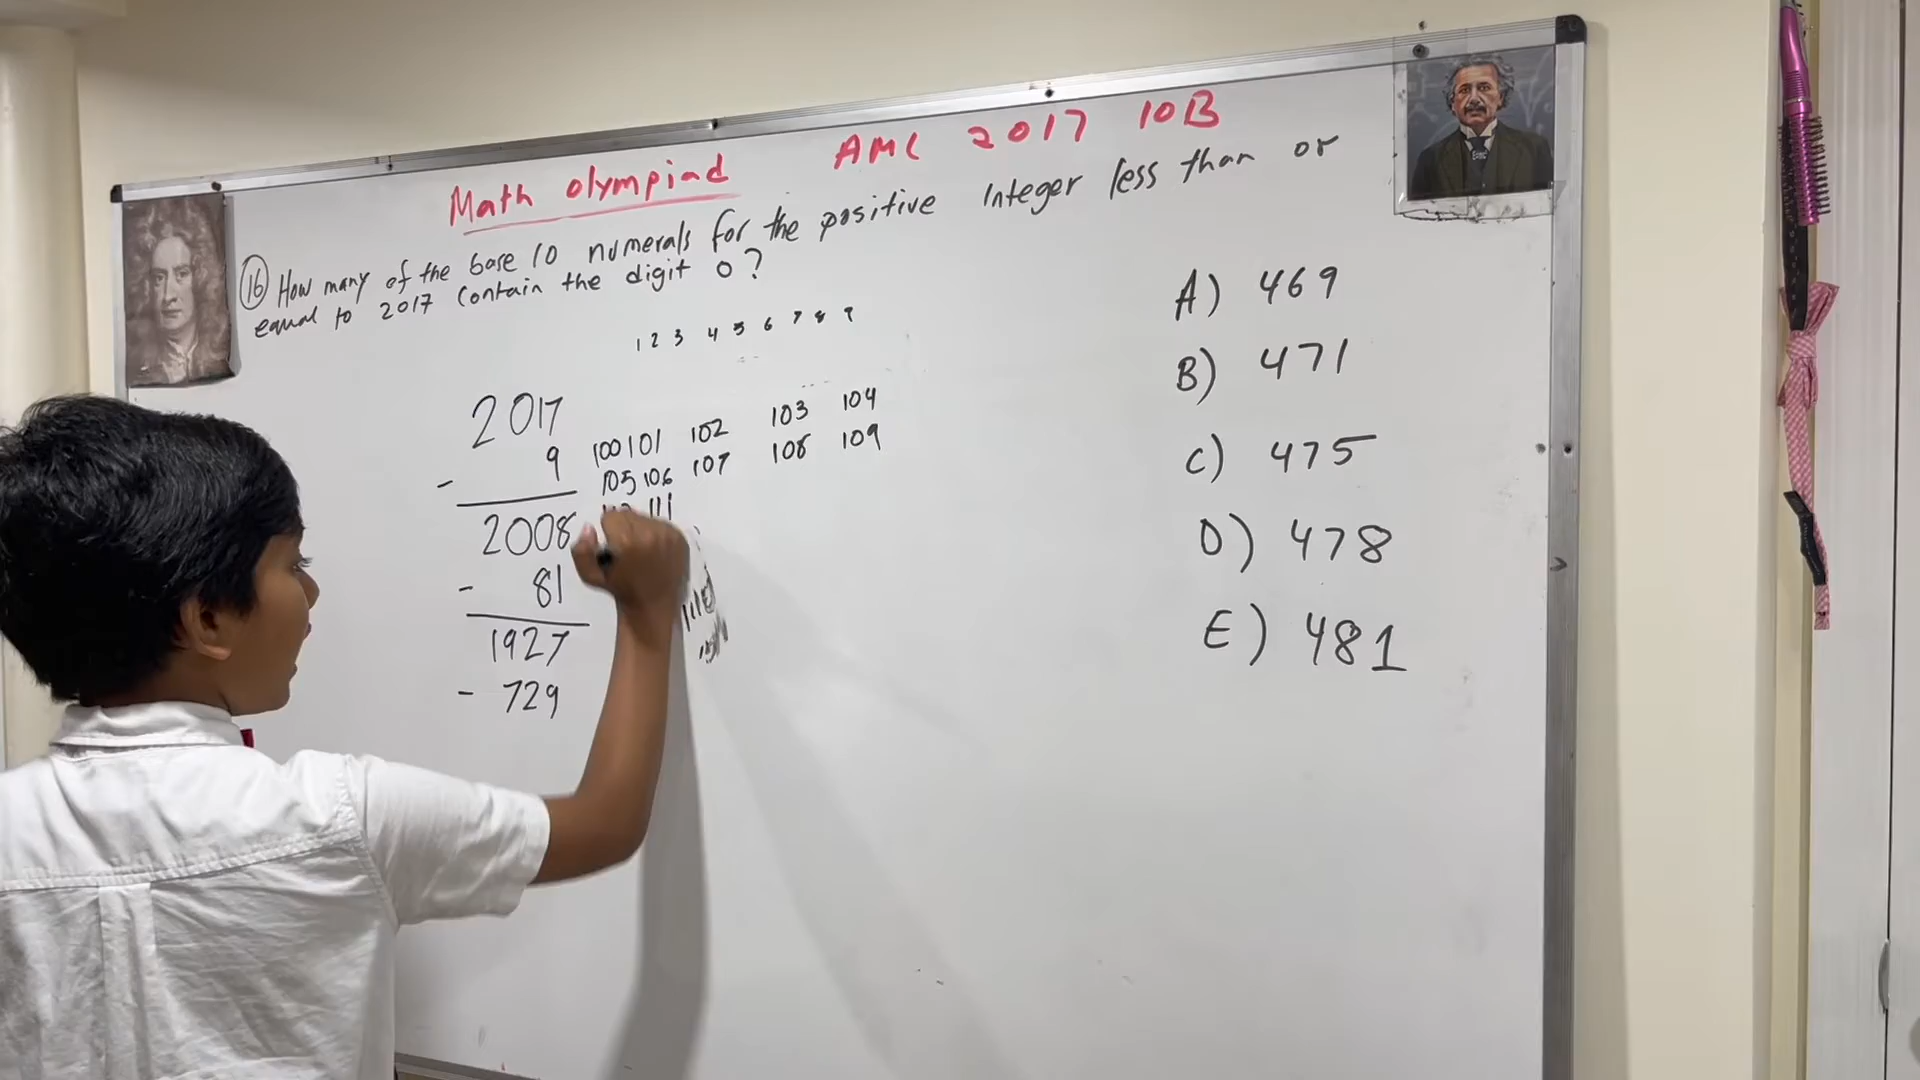 Math Olympiad AMC 2017 10B
16 How many of the base 10 numerals for the positive Integer less than or
equal to 2017 contain the digit 0?
1 2 3 4 5 6 7 8 9
2017
- 9
2008
- 81
1927
- 729
100 101 102 103 104
105 106 107 108 109
111
A) 469
B) 471
C) 475
D) 478
E) 481